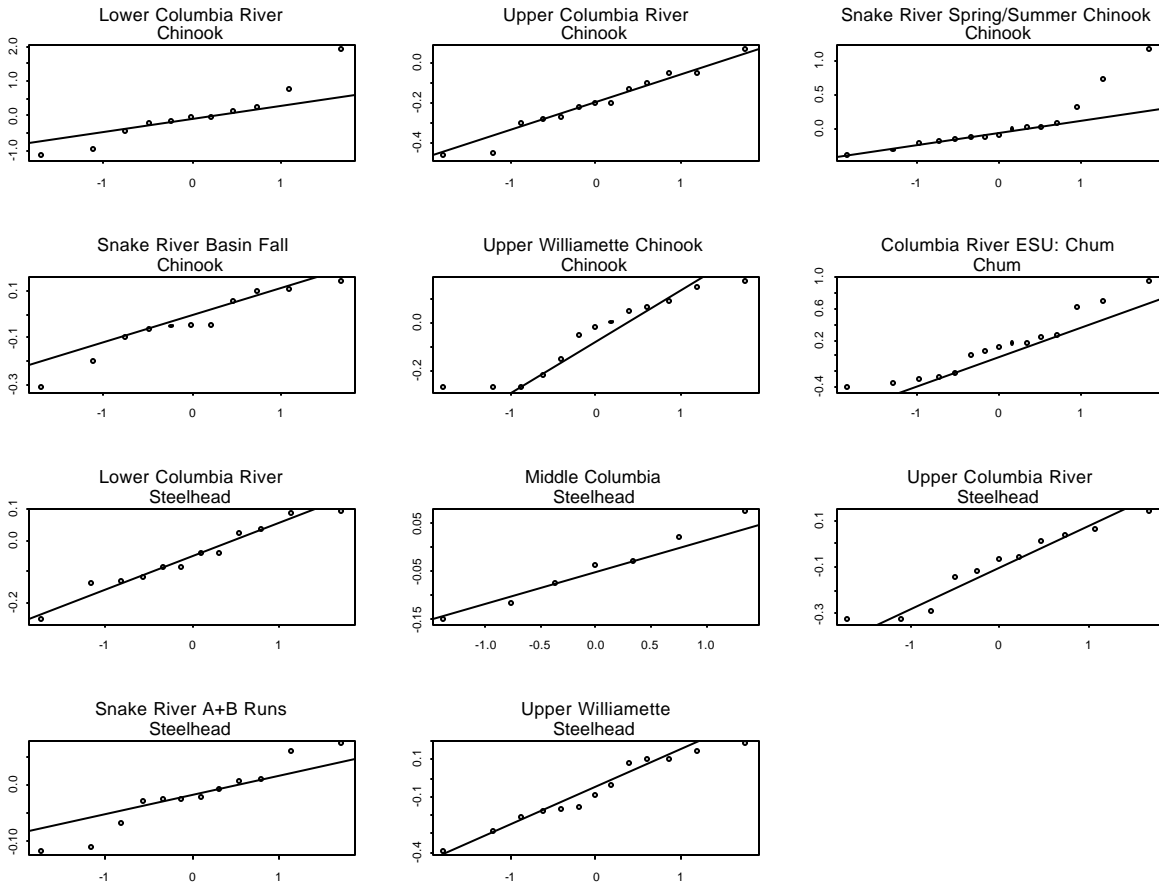 Lower Columbia River
Chinook
2.0
1.0
0.0
-1.0
-1 0 1
Upper Columbia River
Chinook
0.0
-0.2
-0.4
-1 0 1
Snake River Spring/Summer Chinook
Chinook
1.0
0.5
0.0
-1 0 1
Snake River Basin Fall
Chinook
0.1
-0.1
-0.3
-1 0 1
Upper Williamette Chinook
Chinook
0.0
-0.2
-1 0 1
Columbia River ESU: Chum
Chum
1.0
0.6
0.2
-0.4
-1 0 1
Lower Columbia River
Steelhead
0.1
0.0
-0.2
-1 0 1
Middle Columbia
Steelhead
0.05
-0.05
-0.15
-1.0 -0.5 0.0 0.5 1.0
Upper Columbia River
Steelhead
0.1
-0.1
-0.3
-1 0 1
Snake River A+B Runs
Steelhead
0.0
-0.10
-1 0 1
Upper Williamette
Steelhead
0.1
-0.1
-0.4
-1 0 1